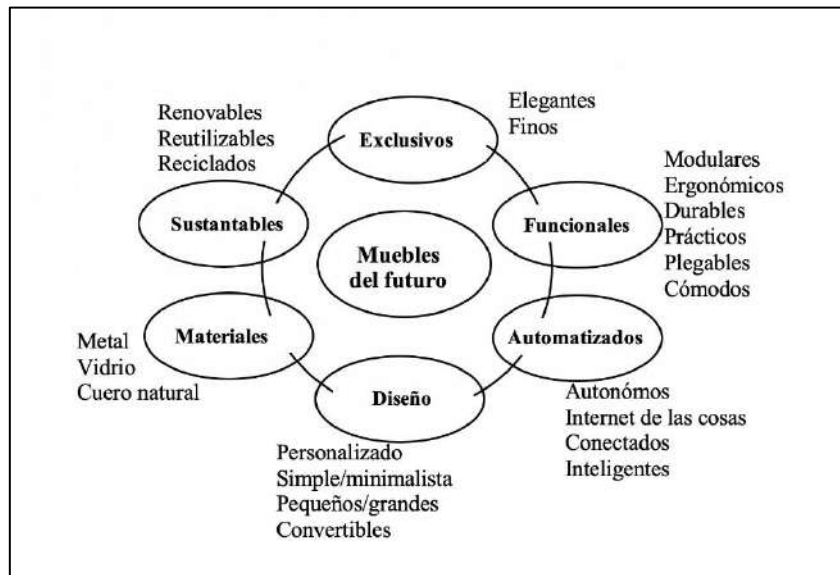 Renovables
Reutilizables
Reciclados
Exclusivos
Elegantes
Finos
Sustantables
Muebles
del futuro
Funcionales
Modulares
Ergonómicos
Durables
Prácticos
Plegables
Cómodos
Materiales
Metal
Vidrio
Cuero natural
Diseño
Personalizado
Simple/minimalista
Pequeños/grandes
Convertibles
Automatizados
Autonómos
Internet de las cosas
Conectados
Inteligentes